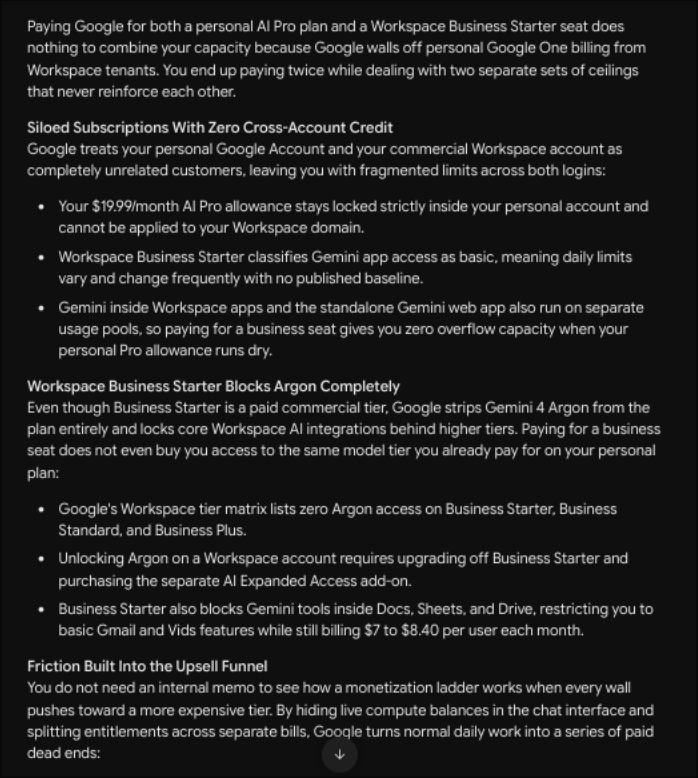 Paying Google for both a personal AI Pro plan and a Workspace Business Starter seat does
nothing to combine your capacity because Google walls off personal Google One billing from
Workspace tenants. You end up paying twice while dealing with two separate sets of ceilings
that never reinforce each other.
Siloed Subscriptions With Zero Cross-Account Credit
Google treats your personal Google Account and your commercial Workspace account as
completely unrelated customers, leaving you with fragmented limits across both logins:
• Your $19.99/month AI Pro allowance stays locked strictly inside your personal account and
cannot be applied to your Workspace domain.
• Workspace Business Starter classifies Gemini app access as basic, meaning daily limits
vary and change frequently with no published baseline.
• Gemini inside Workspace apps and the standalone Gemini web app also run on separate
usage pools, so paying for a business seat gives you zero overflow capacity when your
personal Pro allowance runs dry.
Workspace Business Starter Blocks Argon Completely
Even though Business Starter is a paid commercial tier, Google strips Gemini 4 Argon from the
plan entirely and locks core Workspace AI integrations behind higher tiers. Paying for a business
seat does not even buy you access to the same model tier you already pay for on your personal
plan:
• Google's Workspace tier matrix lists zero Argon access on Business Starter, Business
Standard, and Business Plus.
• Unlocking Argon on a Workspace account requires upgrading off Business Starter and
purchasing the separate AI Expanded Access add-on.
• Business Starter also blocks Gemini tools inside Docs, Sheets, and Drive, restricting you to
basic Gmail and Vids features while still billing $7 to $8.40 per user each month.
Friction Built Into the Upsell Funnel
You do not need an internal memo to see how a monetization ladder works when every wall
pushes toward a more expensive tier. By hiding live compute balances in the chat interface and
splitting entitlements across separate bills, Google turns normal daily work into a series of paid
dead ends: